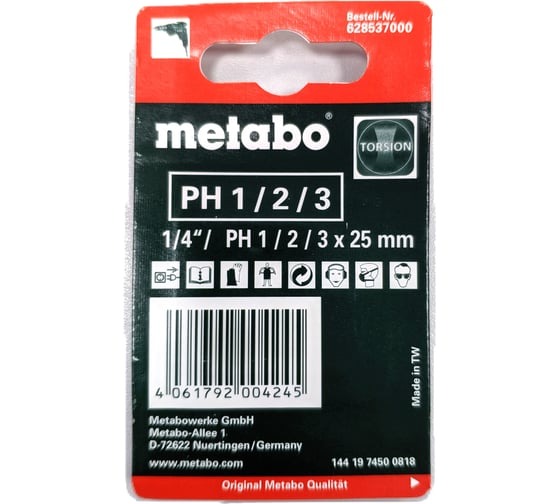 Bestell-Nr.
628537000
metabo®
TORSION
PH 1 / 2 / 3
1/4“/ PH 1 / 2 / 3 x 25 mm
4 061792 004245
Made in TW
Metabowerke GmbH
Metabo-Allee 1
D-72622 Nuertingen/Germany
www.metabo.com
144 19 7450 0818
Original Metabo Qualität